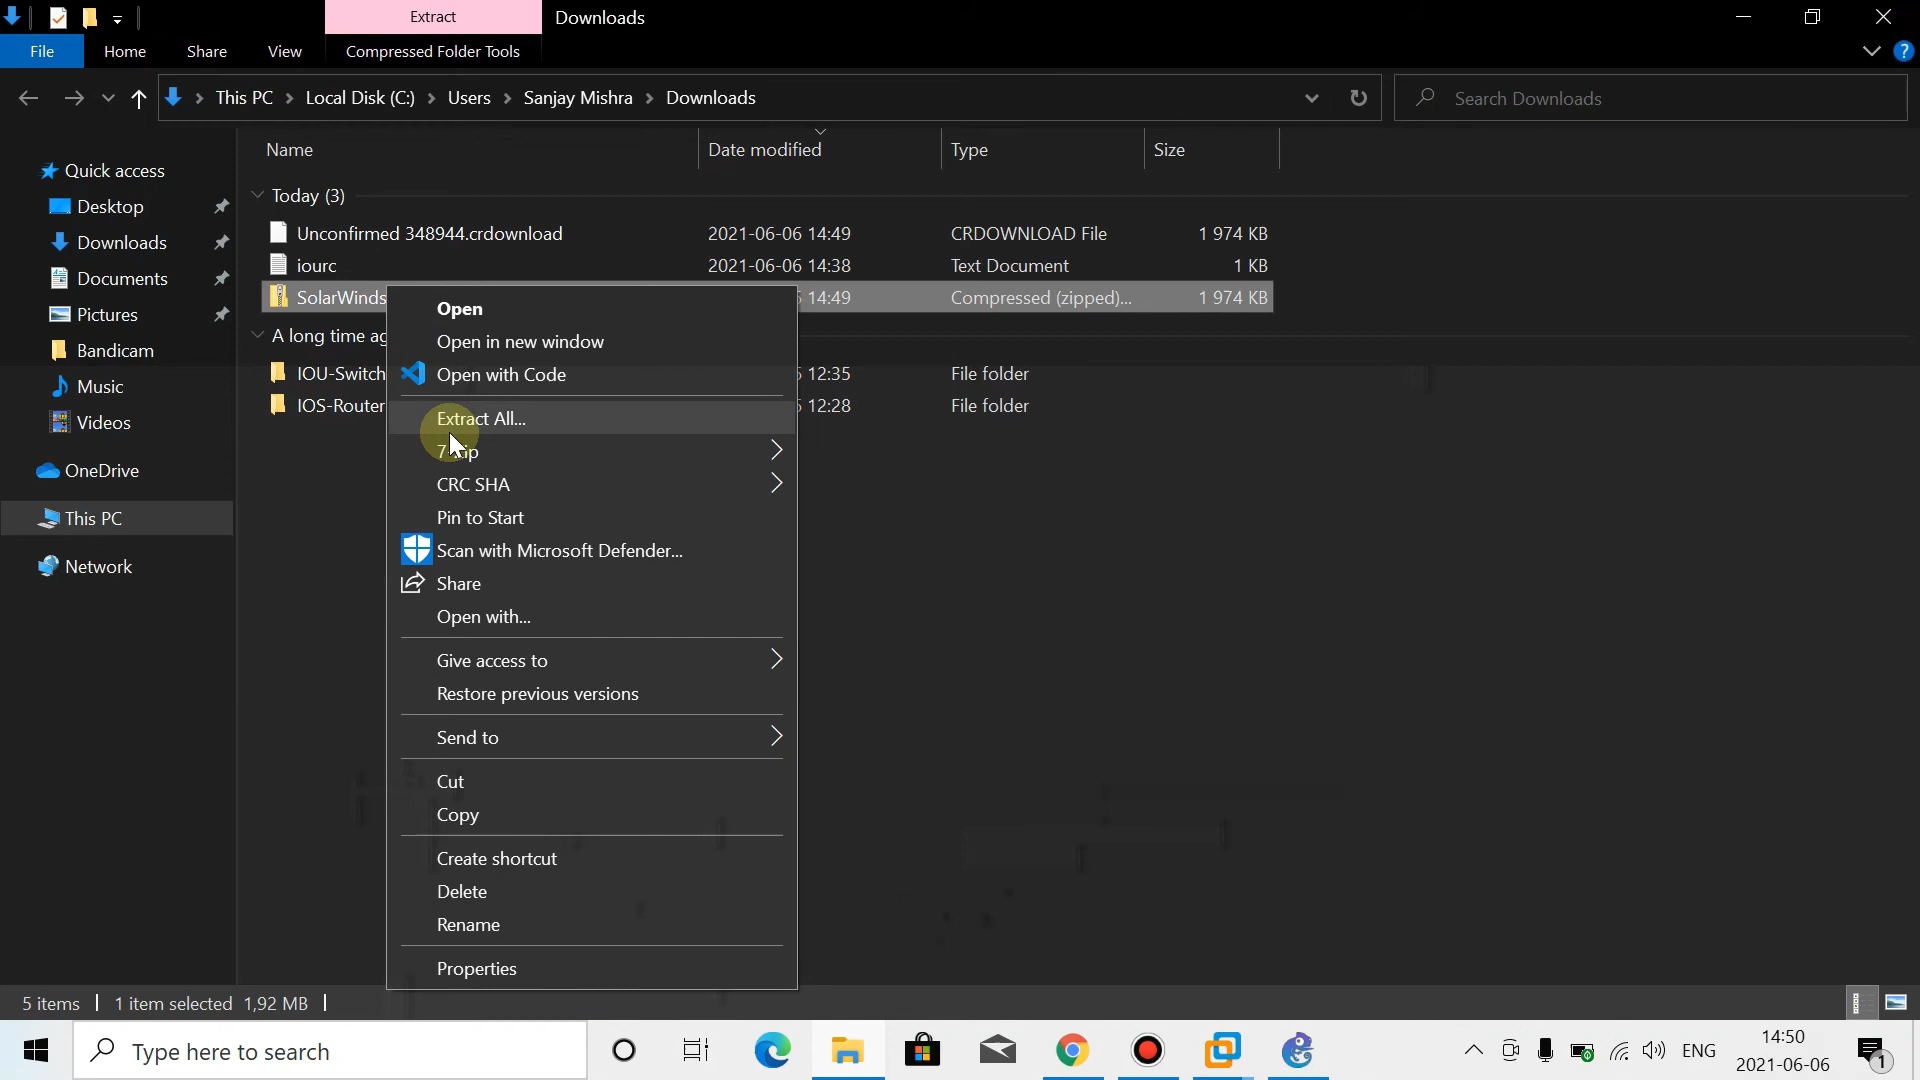 Extract Downloads
File Home Share View Compressed Folder Tools ?
This PC Local Disk (C:) Users Sanjay Mishra Downloads Search Downloads
Name Date modified Type Size
Quick access
Desktop
Downloads
Documents
Pictures
Bandicam
Music
Videos
OneDrive
This PC
Network
Today (3)
Unconfirmed 348944.crdownload 2021-06-06 14:49 CRDOWNLOAD File 1 974 KB
iourc 2021-06-06 14:38 Text Document 1 KB
SolarWinds 14:49 Compressed (zipped)... 1 974 KB
A long time ag
IOU-Switch 12:35 File folder
IOS-Router 12:28 File folder
Open
Open in new window
Open with Code
Extract All...
CRC SHA
Pin to Start
Scan with Microsoft Defender...
Share
Open with...
Give access to
Restore previous versions
Send to
Cut
Copy
Create shortcut
Delete
Rename
Properties
5 items 1 item selected 1,92 MB
Type here to search ENG 14:50
2021-06-06 1